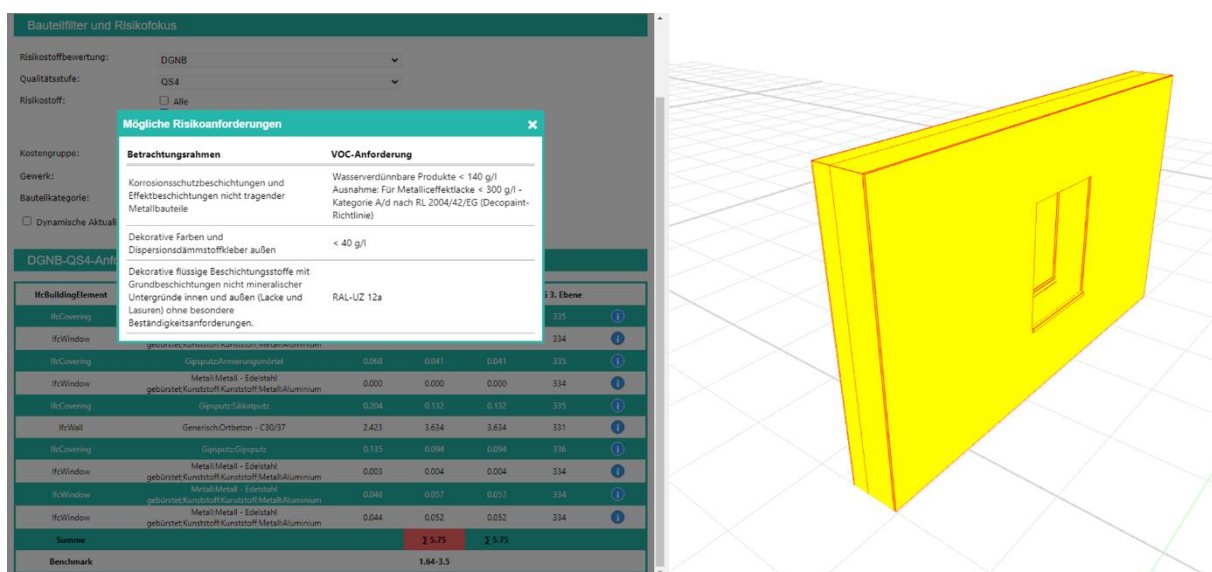 Bauteilfilter und Risikofokus
Risikostoffbewertung:
DGNB
Qualitätsstufe:
QS4
Risikostoff:
Alle
Mögliche Risikoanforderungen
Betrachtungsrahmen VOC-Anforderung
Korrosionsschutzbeschichtungen und
Effektbeschichtungen nicht tragender
Metallbauteile
Wasserverdünnbare Produkte < 140 g/l
Ausnahme: Für Metalliceffektlacke < 300 g/l -
Kategorie A/d nach RL 2004/42/EG (Decopaint-
Richtlinie)
Dekorative Farben und
Dispersionsdämmstoffkleber außen
< 40 g/l
Dekorative flüssige Beschichtungsstoffe mit
Grundbeschichtungen nicht mineralischer
Untergründe innen und außen (Lacke und
Lasuren) ohne besondere
Beständigkeitsanforderungen.
RAL-UZ 12a
Kostengruppe:
Gewerk:
Bauteilkategorie:
Dynamische Aktuali
DGNB-QS4-Anfo
IfcBuildingElement 3. Ebene
IfcCovering 335
IfcWindow gebürstet;Kunststoff:Kunststoff;Metall:Aluminium 334
IfcCovering Gipsputz:Armierungsmörtel 0.068 0.041 0.041 335
IfcWindow Metall:Metall - Edelstahl 0.000 0.000 0.000 334
gebürstet;Kunststoff:Kunststoff;Metall:Aluminium
IfcCovering Gipsputz:Silikatputz 0.204 0.132 0.132 335
IfcWall Generisch:Ortbeton - C30/37 2.423 3.634 3.634 331
IfcCovering Gipsputz:Gipsputz 0.135 0.094 0.094 336
IfcWindow Metall:Metall - Edelstahl 0.003 0.004 0.004 334
gebürstet;Kunststoff:Kunststoff;Metall:Aluminium
IfcWindow Metall:Metall - Edelstahl 0.048 0.057 0.057 334
gebürstet;Kunststoff:Kunststoff;Metall:Aluminium
IfcWindow Metall:Metall - Edelstahl 0.044 0.052 0.052 334
gebürstet;Kunststoff:Kunststoff;Metall:Aluminium
Summe ∑ 5.75 ∑ 5.75
Benchmark 1.64-3.5